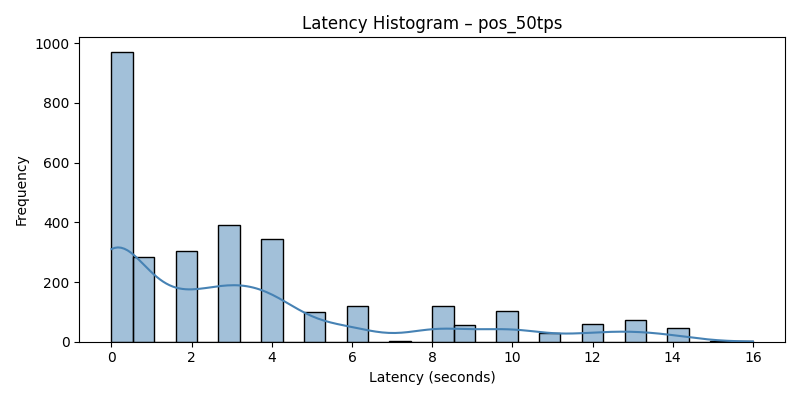 Latency Histogram – pos_50tps
Frequency
1000
800
600
400
200
0
0 2 4 6 8 10 12 14 16
Latency (seconds)